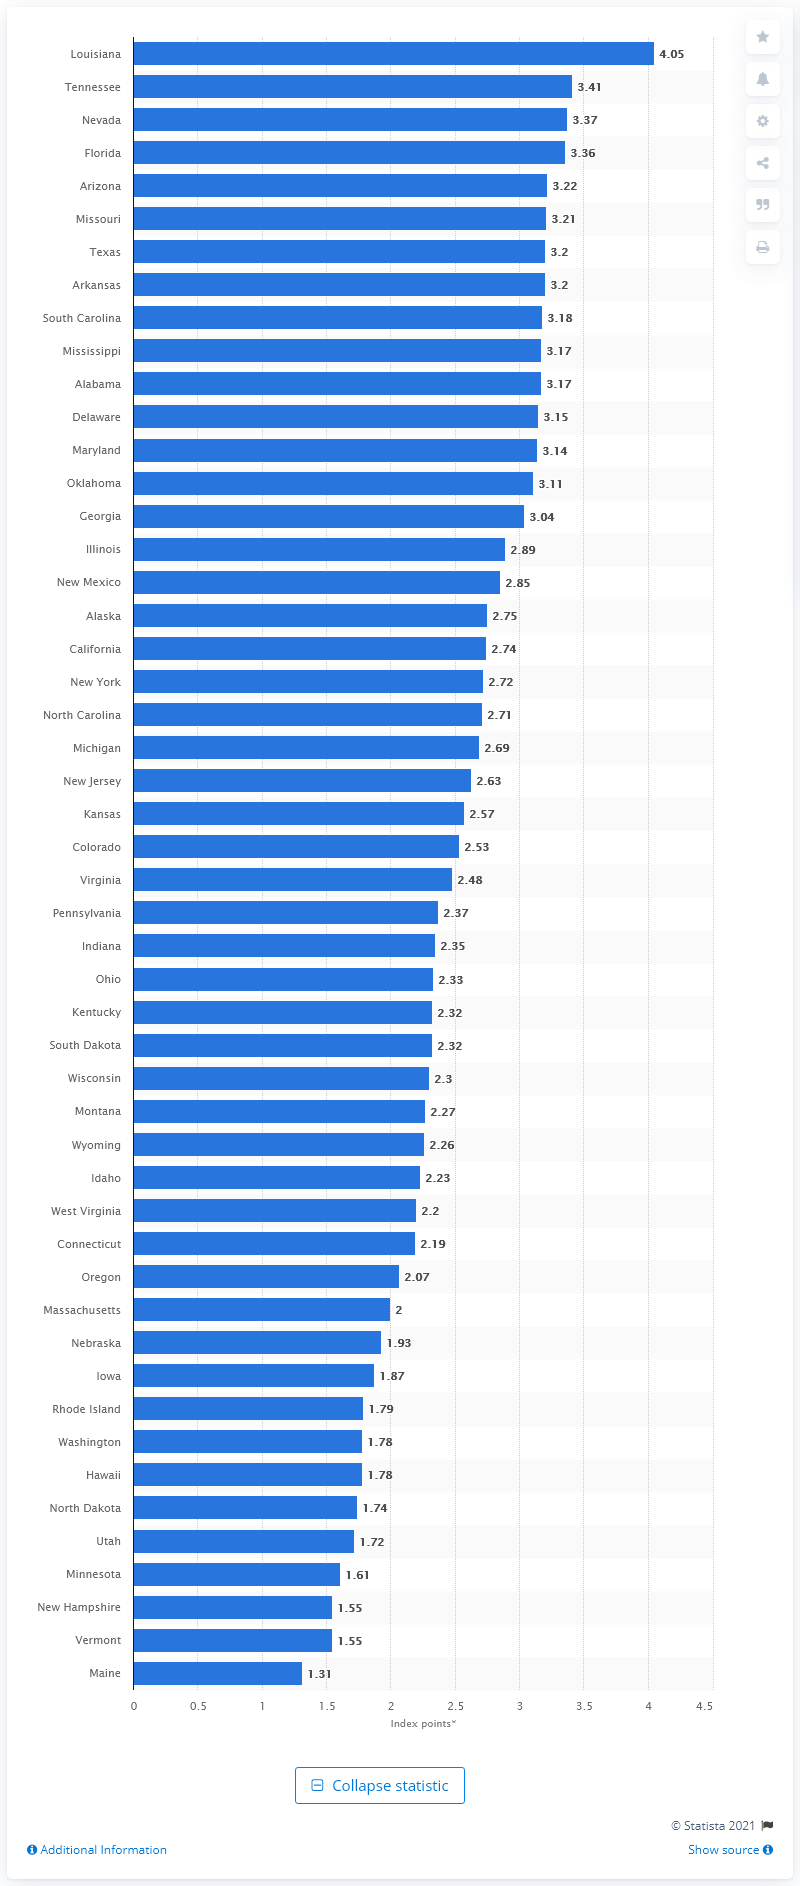 Louisiana 4.05
Tennessee 3.41
Nevada 3.37
Florida 3.36
Arizona 3.22
Missouri 3.21
Texas 3.2
Arkansas 3.2
South Carolina 3.18
Mississippi 3.17
Alabama 3.17
Delaware 3.15
Maryland 3.14
Oklahoma 3.11
Georgia 3.04
Illinois 2.89
New Mexico 2.85
Alaska 2.75
California 2.74
New York 2.72
North Carolina 2.71
Michigan 2.69
New Jersey 2.63
Kansas 2.57
Colorado 2.53
Virginia 2.48
Pennsylvania 2.37
Indiana 2.35
Ohio 2.33
Kentucky 2.32
South Dakota 2.32
Wisconsin 2.3
Montana 2.27
Wyoming 2.26
Idaho 2.23
West Virginia 2.2
Connecticut 2.19
Oregon 2.07
Massachusetts 2
Nebraska 1.93
Iowa 1.87
Rhode Island 1.79
Washington 1.78
Hawaii 1.78
North Dakota 1.74
Utah 1.72
Minnesota 1.61
New Hampshire 1.55
Vermont 1.55
Maine 1.31
0 0.5 1 1.5 2 2.5 3 3.5 4 4.5
Index points*
Collapse statistic
© Statista 2021
Additional Information Show source